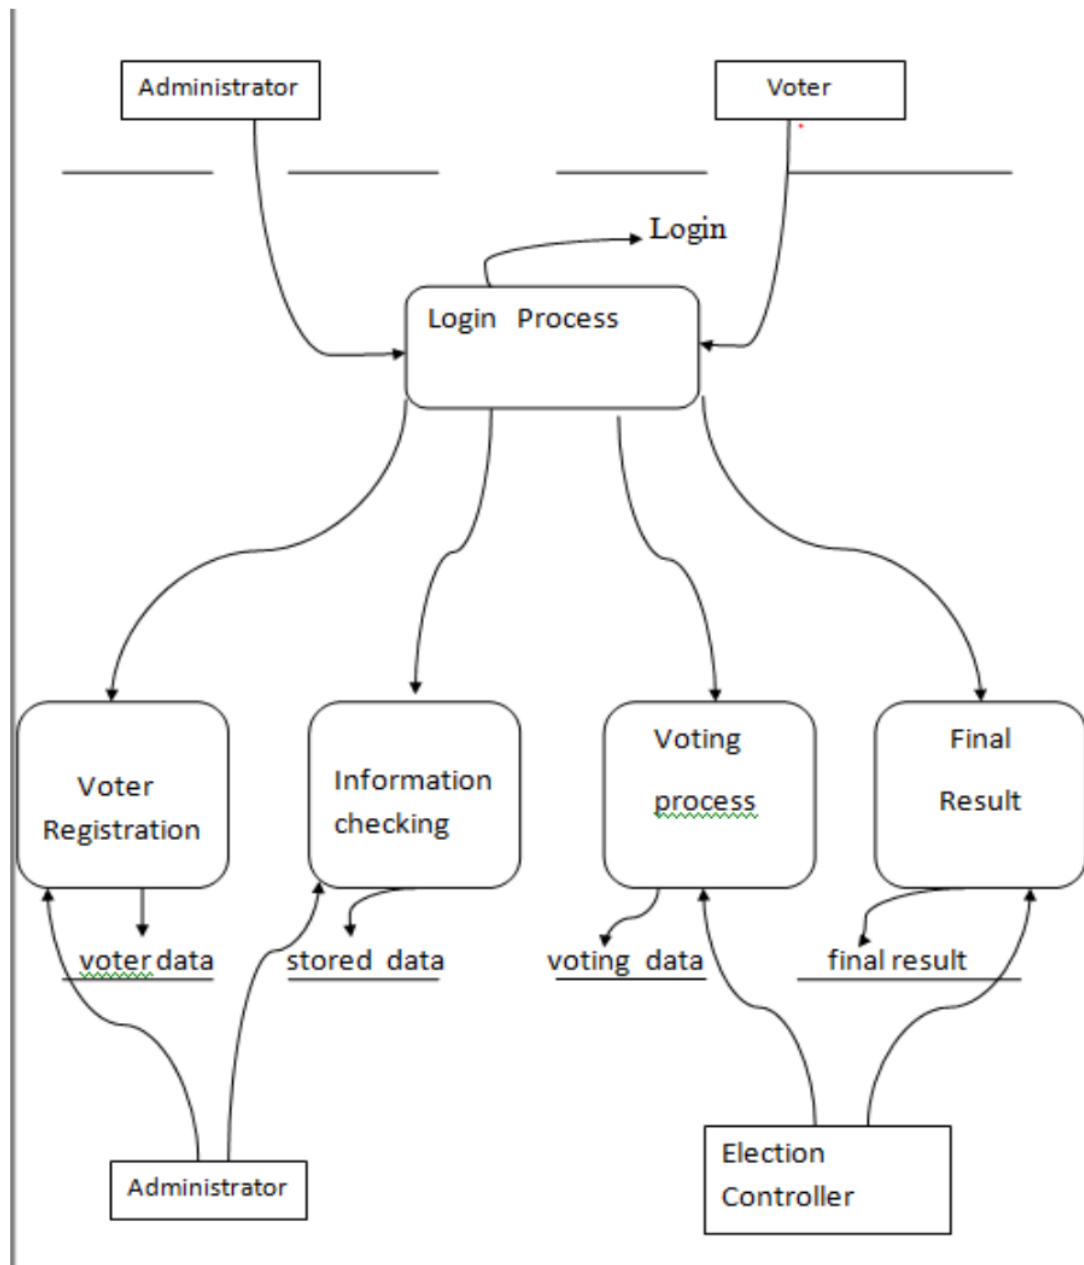 Administrator
Voter
Login
Login Process
Voter
Registration
Information
checking
Voting
process
Final
Result
voter data
stored data
voting data
final result
Administrator
Election
Controller